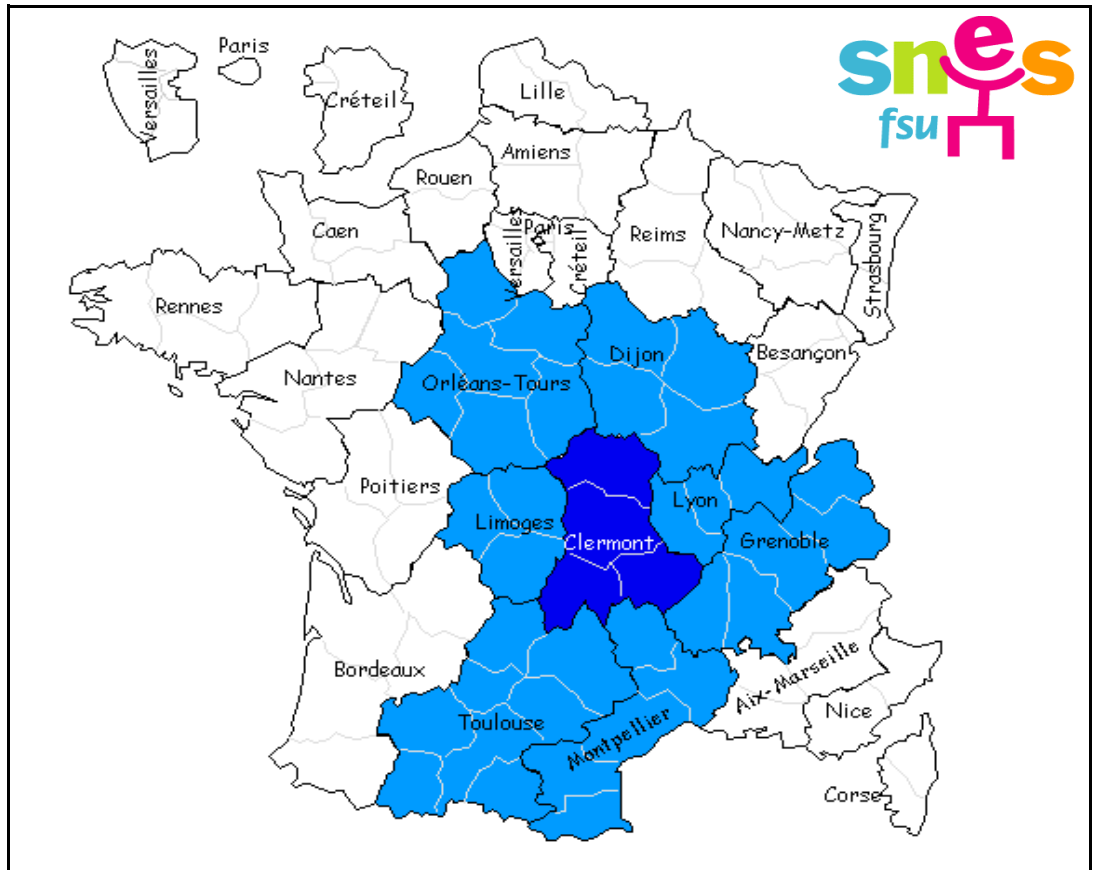 Versailles
Paris
Créteil
snes
fsu
Lille
Amiens
Rouen
Caen
Versailles
Paris
Créteil
Reims
Nancy-Metz
Strasbourg
Rennes
Nantes
Orléans-Tours
Dijon
Besançon
Poitiers
Limoges
Clermont
Lyon
Grenoble
Bordeaux
Toulouse
Montpellier
Aix-Marseille
Nice
Corse